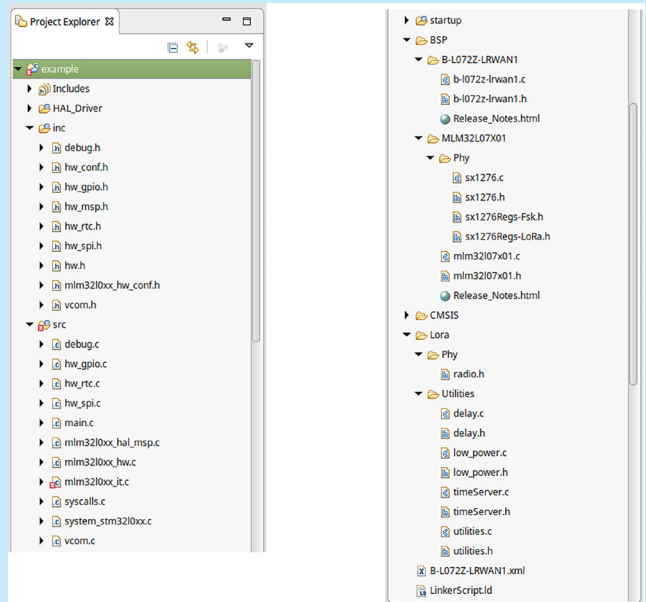 Project Explorer
example
Includes
HAL_Driver
inc
debug.h
hw_conf.h
hw_gpio.h
hw_msp.h
hw_rtc.h
hw_spi.h
hw.h
mlm32l0xx_hw_conf.h
vcom.h
src
debug.c
hw_gpio.c
hw_rtc.c
hw_spi.c
main.c
mlm32l0xx_hal_msp.c
mlm32l0xx_hw.c
mlm32l0xx_it.c
syscalls.c
system_stm32l0xx.c
vcom.c
startup
BSP
B-L072Z-LRWAN1
b-l072z-lrwan1.c
b-l072z-lrwan1.h
Release_Notes.html
MLM32L07X01
Phy
sx1276.c
sx1276.h
sx1276Regs-Fsk.h
sx1276Regs-LoRa.h
mlm32l07x01.c
mlm32l07x01.h
Release_Notes.html
CMSIS
Lora
Phy
radio.h
Utilities
delay.c
delay.h
low_power.c
low_power.h
timeServer.c
timeServer.h
utilities.c
utilities.h
B-L072Z-LRWAN1.xml
LinkerScript.ld